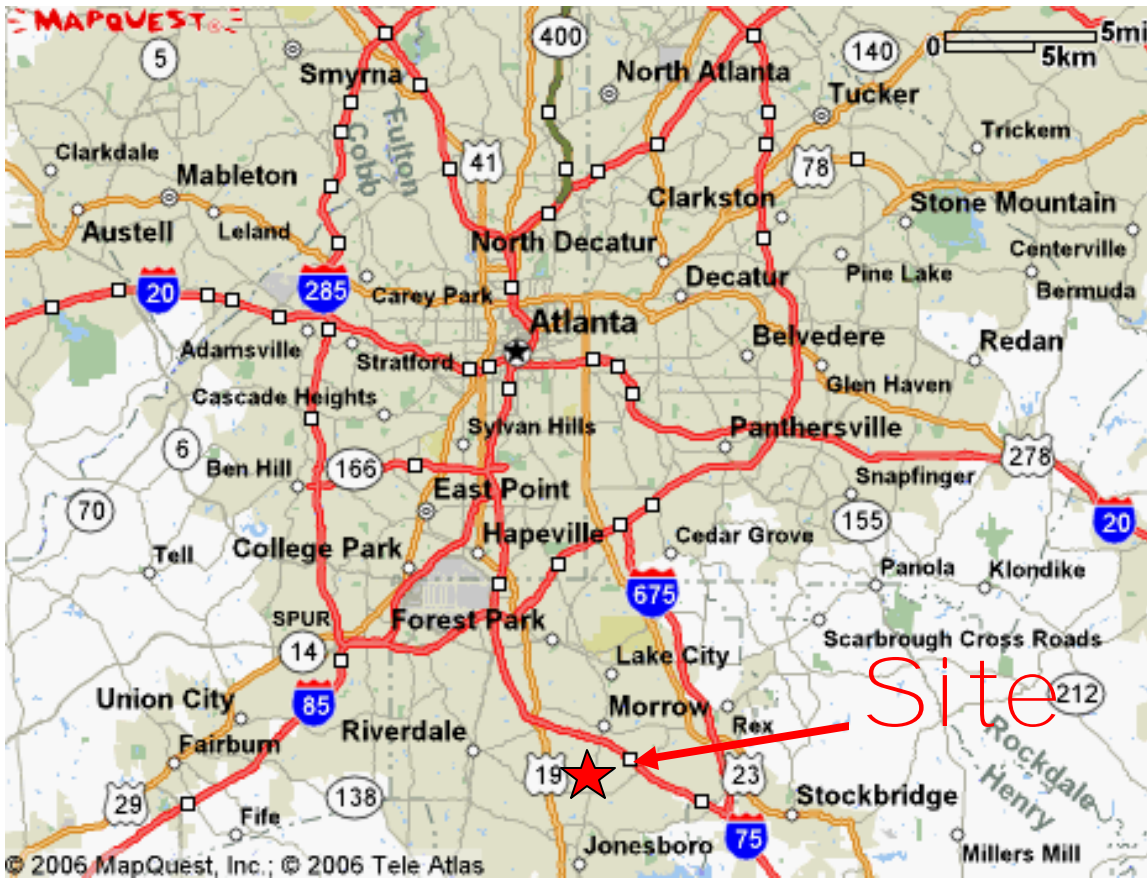 MAPQUEST®
5
400
140
0
5mi
5km
Smyrna
North Atlanta
Tucker
Fulton
Cobb
41
78
Trickem
Clarkdale
Mableton
Clarkston
Stone Mountain
Austell
Leland
North Decatur
Centerville
Decatur
Pine Lake
20
285
Carey Park
Bermuda
Atlanta
Belvedere
Adamsville
Stratford
Redan
Glen Haven
Cascade Heights
Sylvan Hills
Panthersville
6
Ben Hill
166
278
Snapfinger
East Point
70
155
20
Hapeville
College Park
Cedar Grove
Tell
Panola
Klondike
675
SPUR
Forest Park
Scarbrough Cross Roads
14
Lake City
Site
212
Union City
85
Morrow
Rex
Riverdale
Fairburn
Rockdale
Henry
19
23
29
138
Stockbridge
Fife
75
Jonesboro
Millers Mill
© 2006 MapQuest, Inc.; © 2006 Tele Atlas